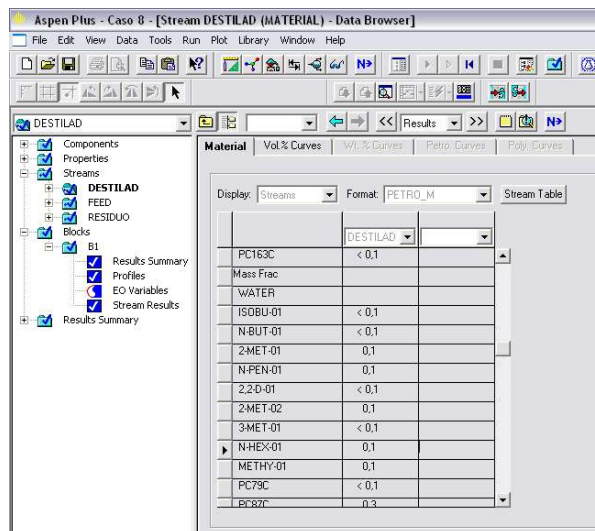 Aspen Plus - Caso 8 - [Stream DESTILAD (MATERIAL) - Data Browser]
File Edit View Data Tools Run Plot Library Window Help
N>
DESTILAD
<< Results >> N>
Components
Properties
Streams
DESTILAD
FEED
RESIDUO
Blocks
B1
Results Summary
Profiles
EO Variables
Stream Results
Results Summary
Material Vol.% Curves Wt. % Curves Petro. Curves Poly. Curves
Display: Streams Format: PETRO_M Stream Table
DESTILAD
PC163C < 0,1
Mass Frac
WATER
ISOBU-01 < 0,1
N-BUT-01 < 0,1
2-MET-01 0,1
N-PEN-01 0,1
2,2-D-01 < 0,1
2-MET-02 0,1
3-MET-01 < 0,1
N-HEX-01 0,1
METHY-01 0,1
PC79C < 0,1
PC87C 0,3